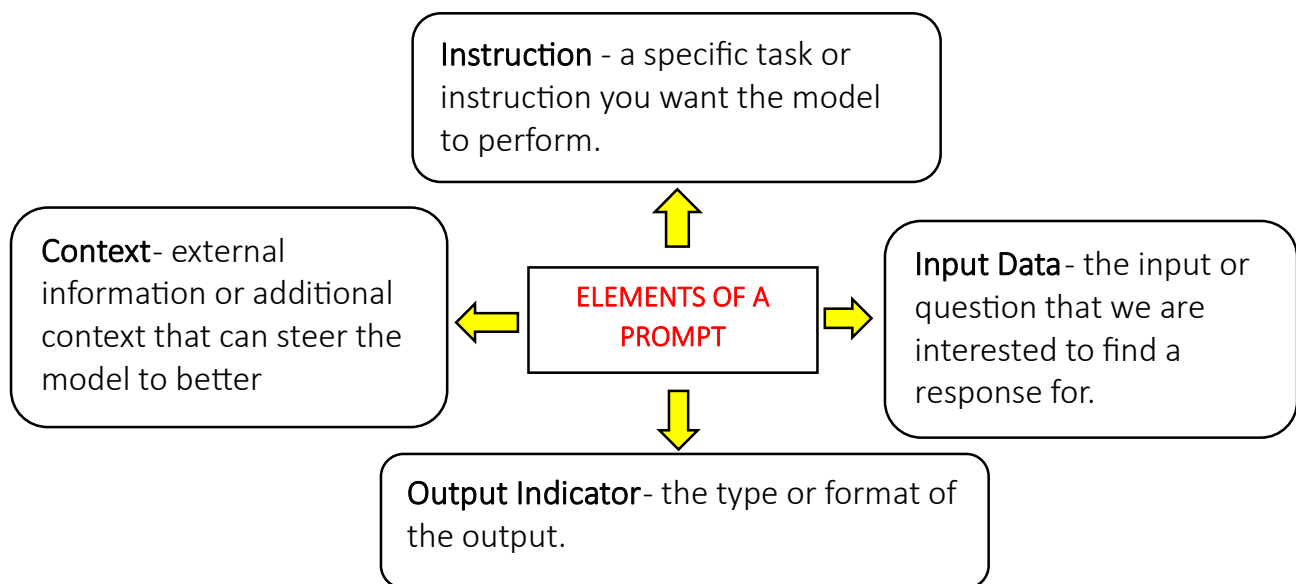 Instruction - a specific task or
instruction you want the model
to perform.
Context- external
information or additional
context that can steer the
model to better
ELEMENTS OF A
PROMPT
Input Data- the input or
question that we are
interested to find a
response for.
Output Indicator- the type or format of
the output.